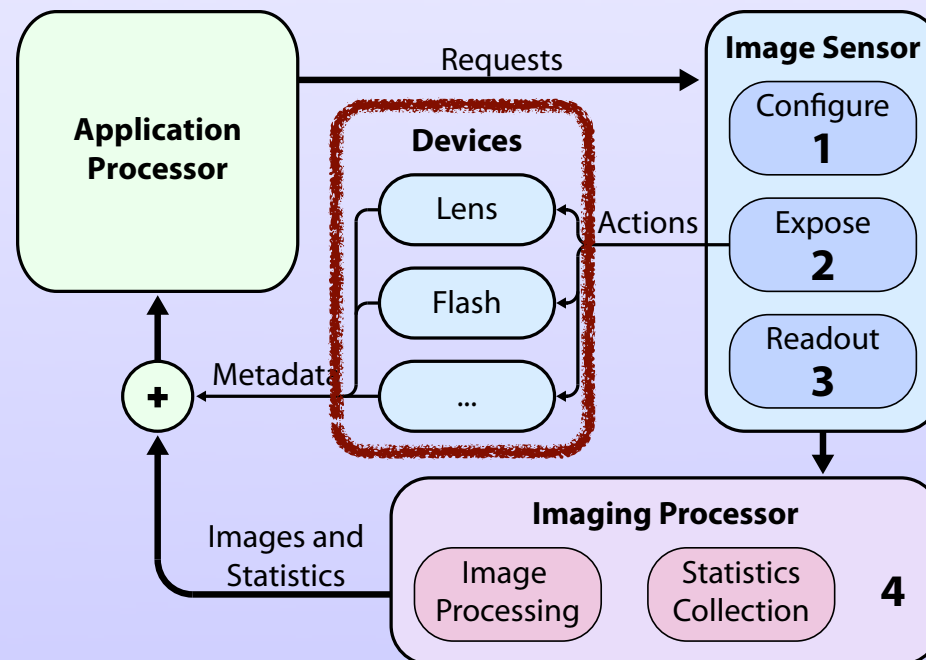 Application
Processor
Requests
Image Sensor
Configure
1
Expose
2
Readout
3
Devices
Lens
Flash
...
Actions
Metadata
+
Images and
Statistics
Imaging Processor
Image
Processing
Statistics
Collection
4